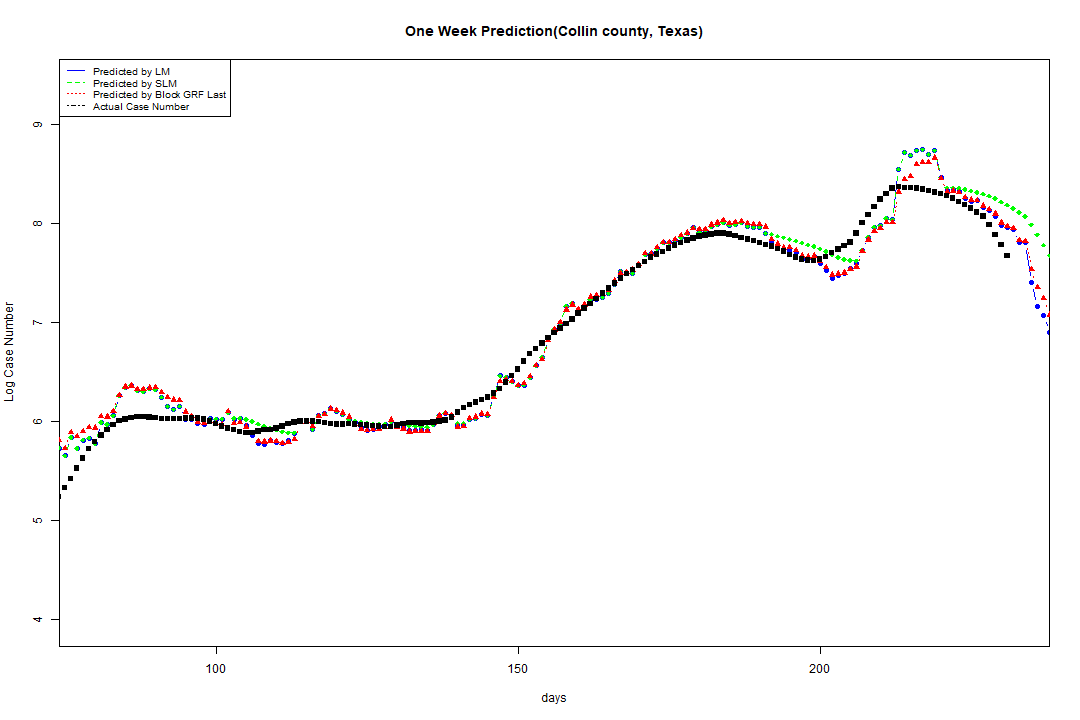 One Week Prediction(Collin county, Texas)
Predicted by LM
Predicted by SLM
Predicted by Block GRF Last
Actual Case Number
9
8
7
6
5
4
Log Case Number
100 150 200
days